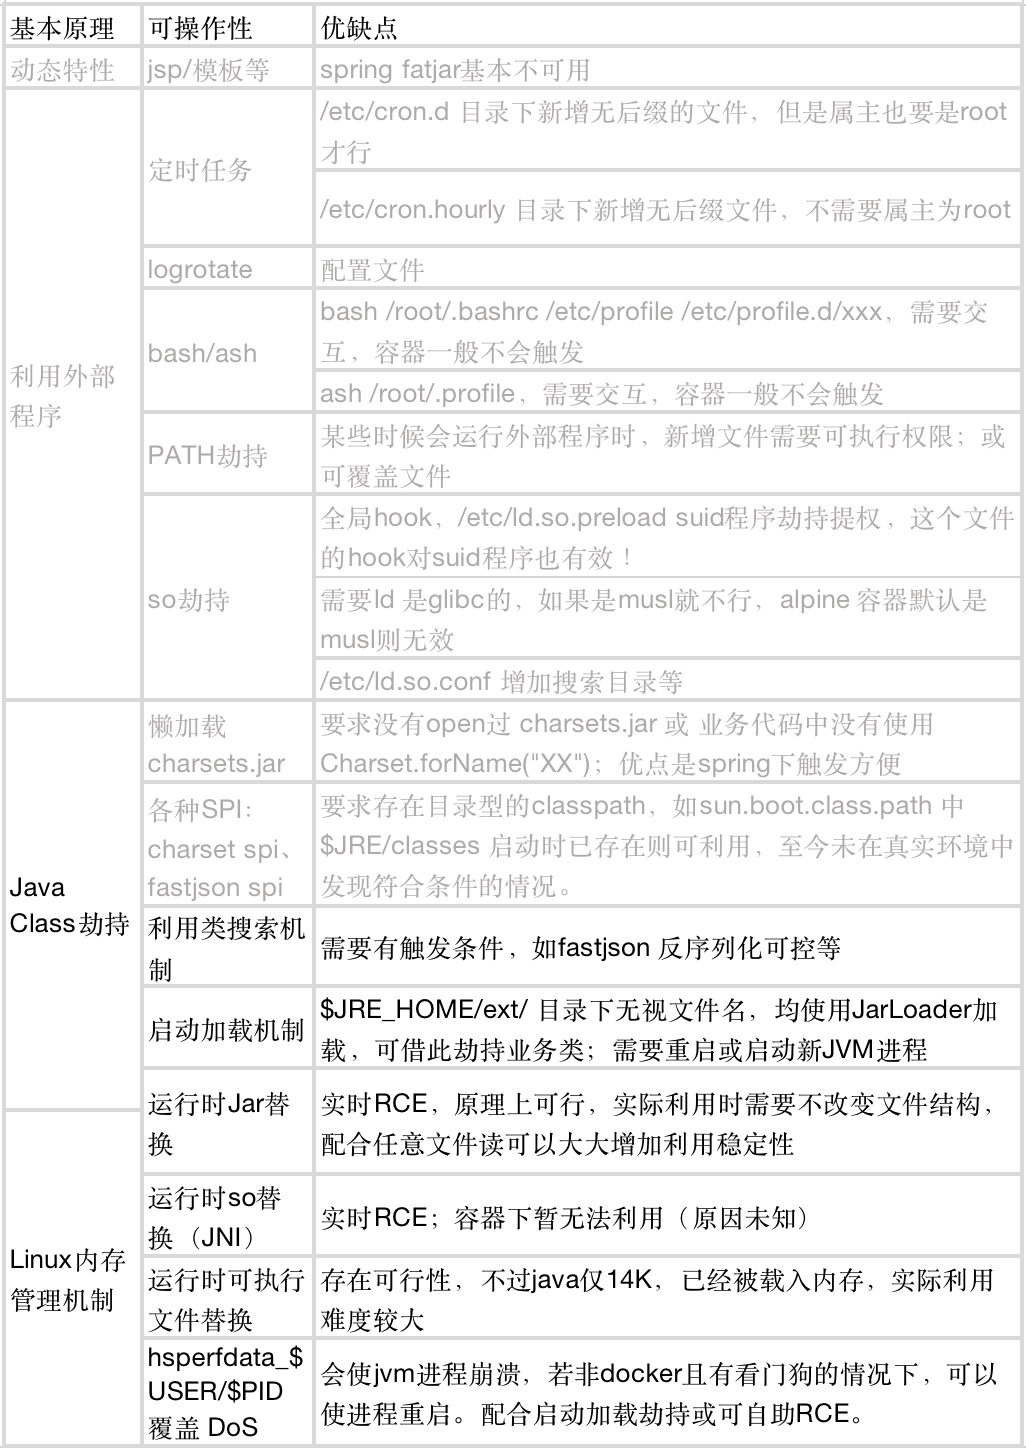 基本原理 可操作性 优缺点
动态特性 jsp/模板等 spring fatjar基本不可用
利用外部
程序
定时任务
/etc/cron.d 目录下新增无后缀的文件，但是属主也要是root
才行
/etc/cron.hourly 目录下新增无后缀文件，不需要属主为root
logrotate 配置文件
bash/ash
bash /root/.bashrc /etc/profile /etc/profile.d/xxx，需要交
互，容器一般不会触发
ash /root/.profile，需要交互，容器一般不会触发
PATH劫持
某些时候会运行外部程序时，新增文件需要可执行权限；或
可覆盖文件
so劫持
全局hook，/etc/ld.so.preload suid程序劫持提权，这个文件
的hook对suid程序也有效！
需要ld 是glibc的，如果是musl就不行，alpine 容器默认是
musl则无效
/etc/ld.so.conf 增加搜索目录等
Java
Class劫持
懒加载
charsets.jar
要求没有open过 charsets.jar 或 业务代码中没有使用
Charset.forName("XX")；优点是spring下触发方便
各种SPI：
charset spi、
fastjson spi
要求存在目录型的classpath，如sun.boot.class.path 中
$JRE/classes 启动时已存在则可利用，至今未在真实环境中
发现符合条件的情况。
利用类搜索机
制
需要有触发条件，如fastjson 反序列化可控等
启动加载机制
$JRE_HOME/ext/ 目录下无视文件名，均使用JarLoader加
载，可借此劫持业务类；需要重启或启动新JVM进程
运行时Jar替
换
实时RCE，原理上可行，实际利用时需要不改变文件结构，
配合任意文件读可以大大增加利用稳定性
Linux内存
管理机制
运行时so替
换（JNI）
实时RCE；容器下暂无法利用（原因未知）
运行时可执行
文件替换
存在可行性，不过java仅14K，已经被载入内存，实际利用
难度较大
hsperfdata_$
USER/$PID
覆盖 DoS
会使jvm进程崩溃，若非docker且有看门狗的情况下，可以
使进程重启。配合启动加载劫持或可自助RCE。